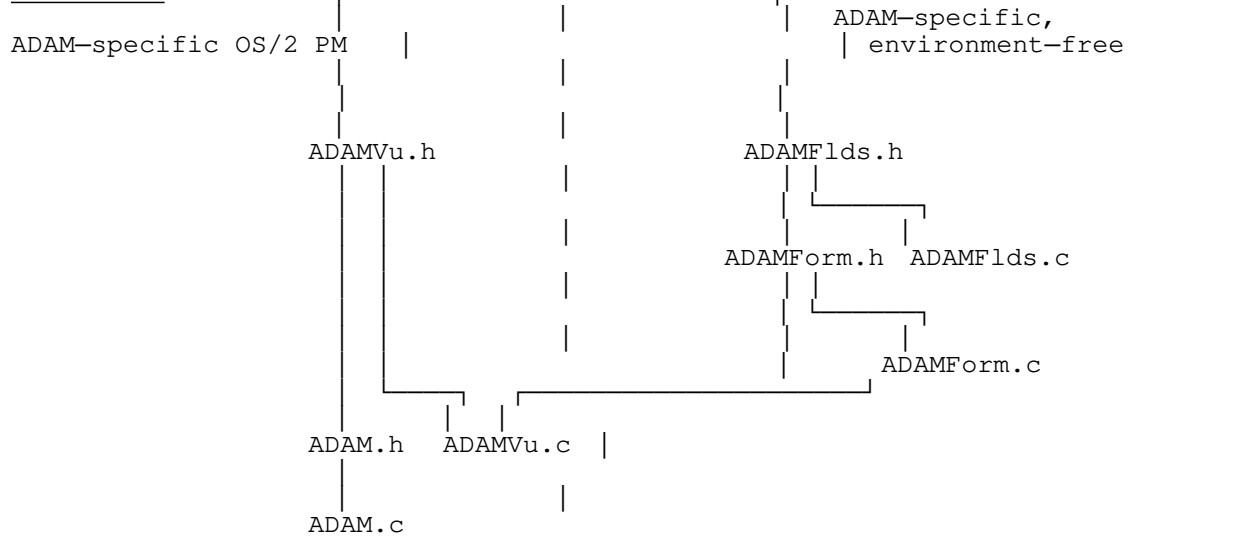 ADAM—specific,
ADAM—specific OS/2 PM | | environment—free
ADAMVu.h ADAMFlds.h
ADAMForm.h ADAMFlds.c
ADAMForm.c
ADAM.h ADAMVu.c |
ADAM.c